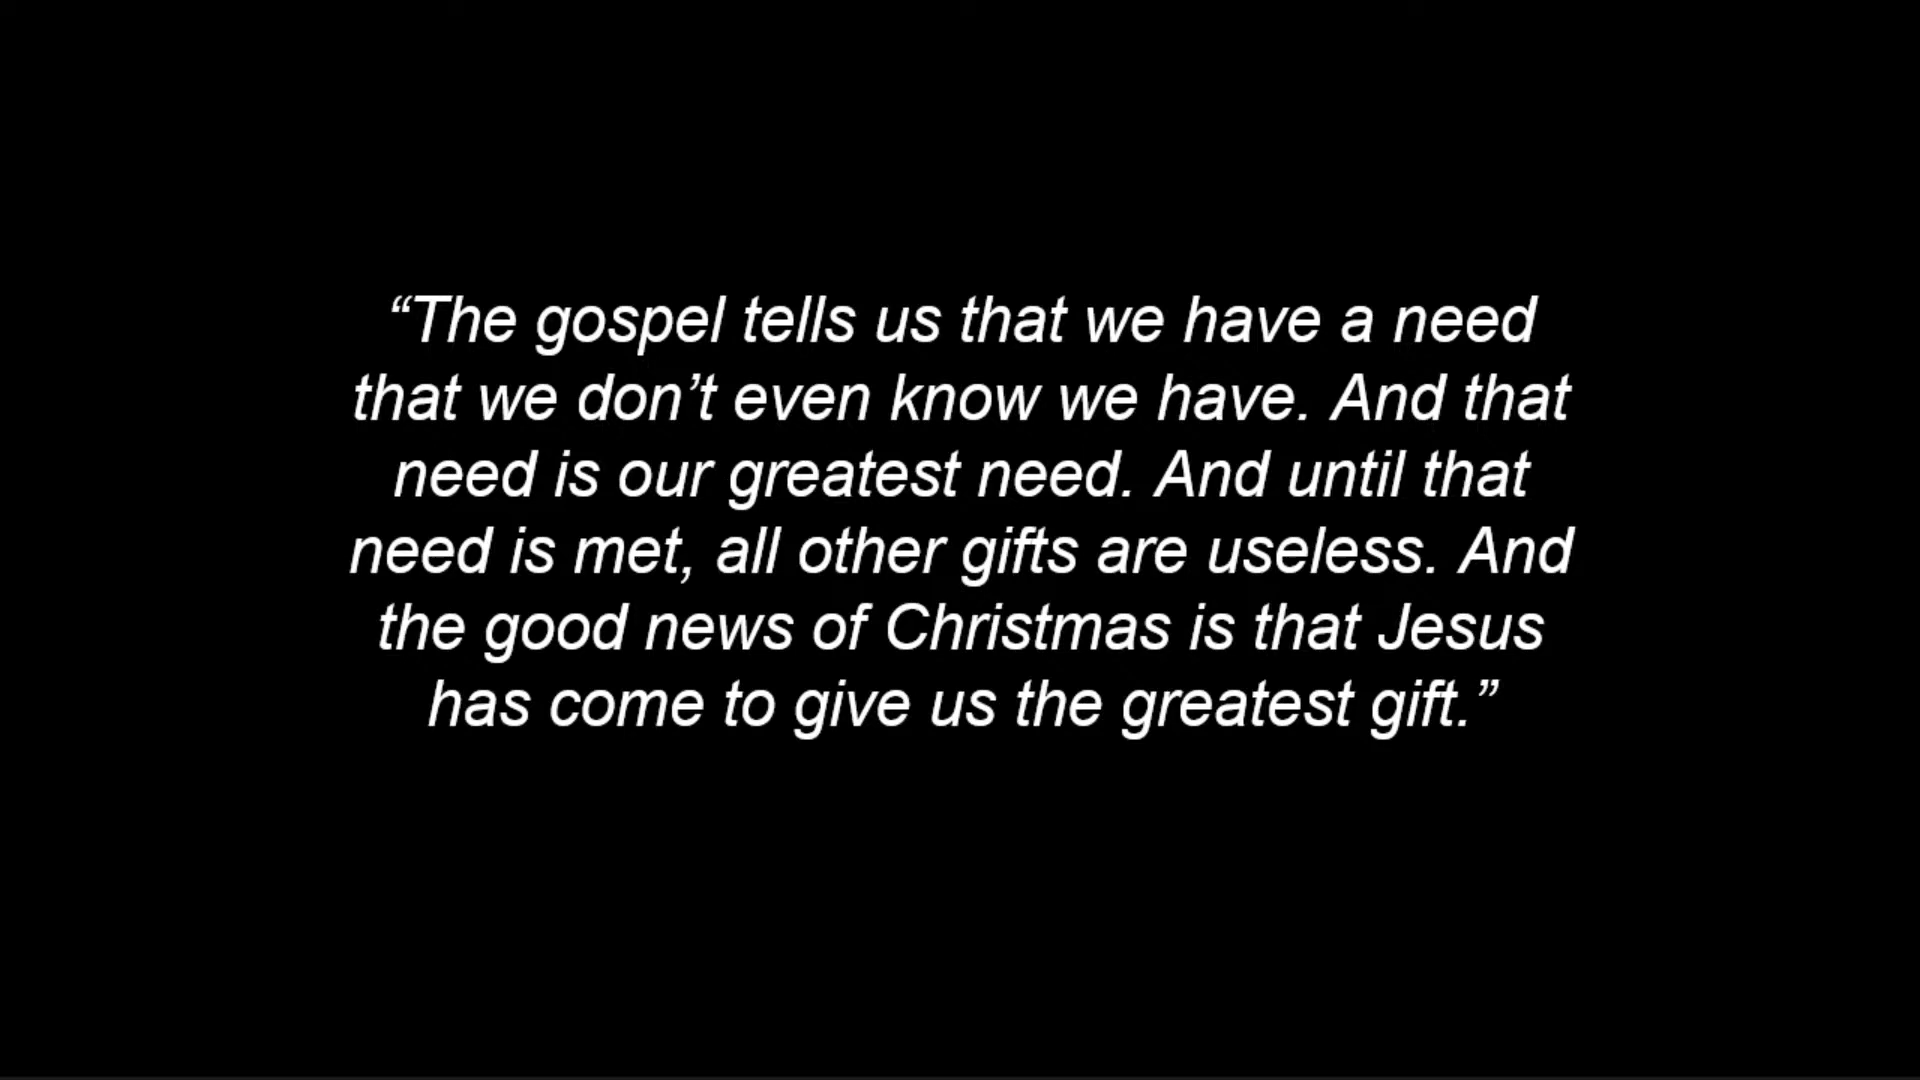 “The gospel tells us that we have a need
that we don’t even know we have. And that
need is our greatest need. And until that
need is met, all other gifts are useless. And
the good news of Christmas is that Jesus
has come to give us the greatest gift.”